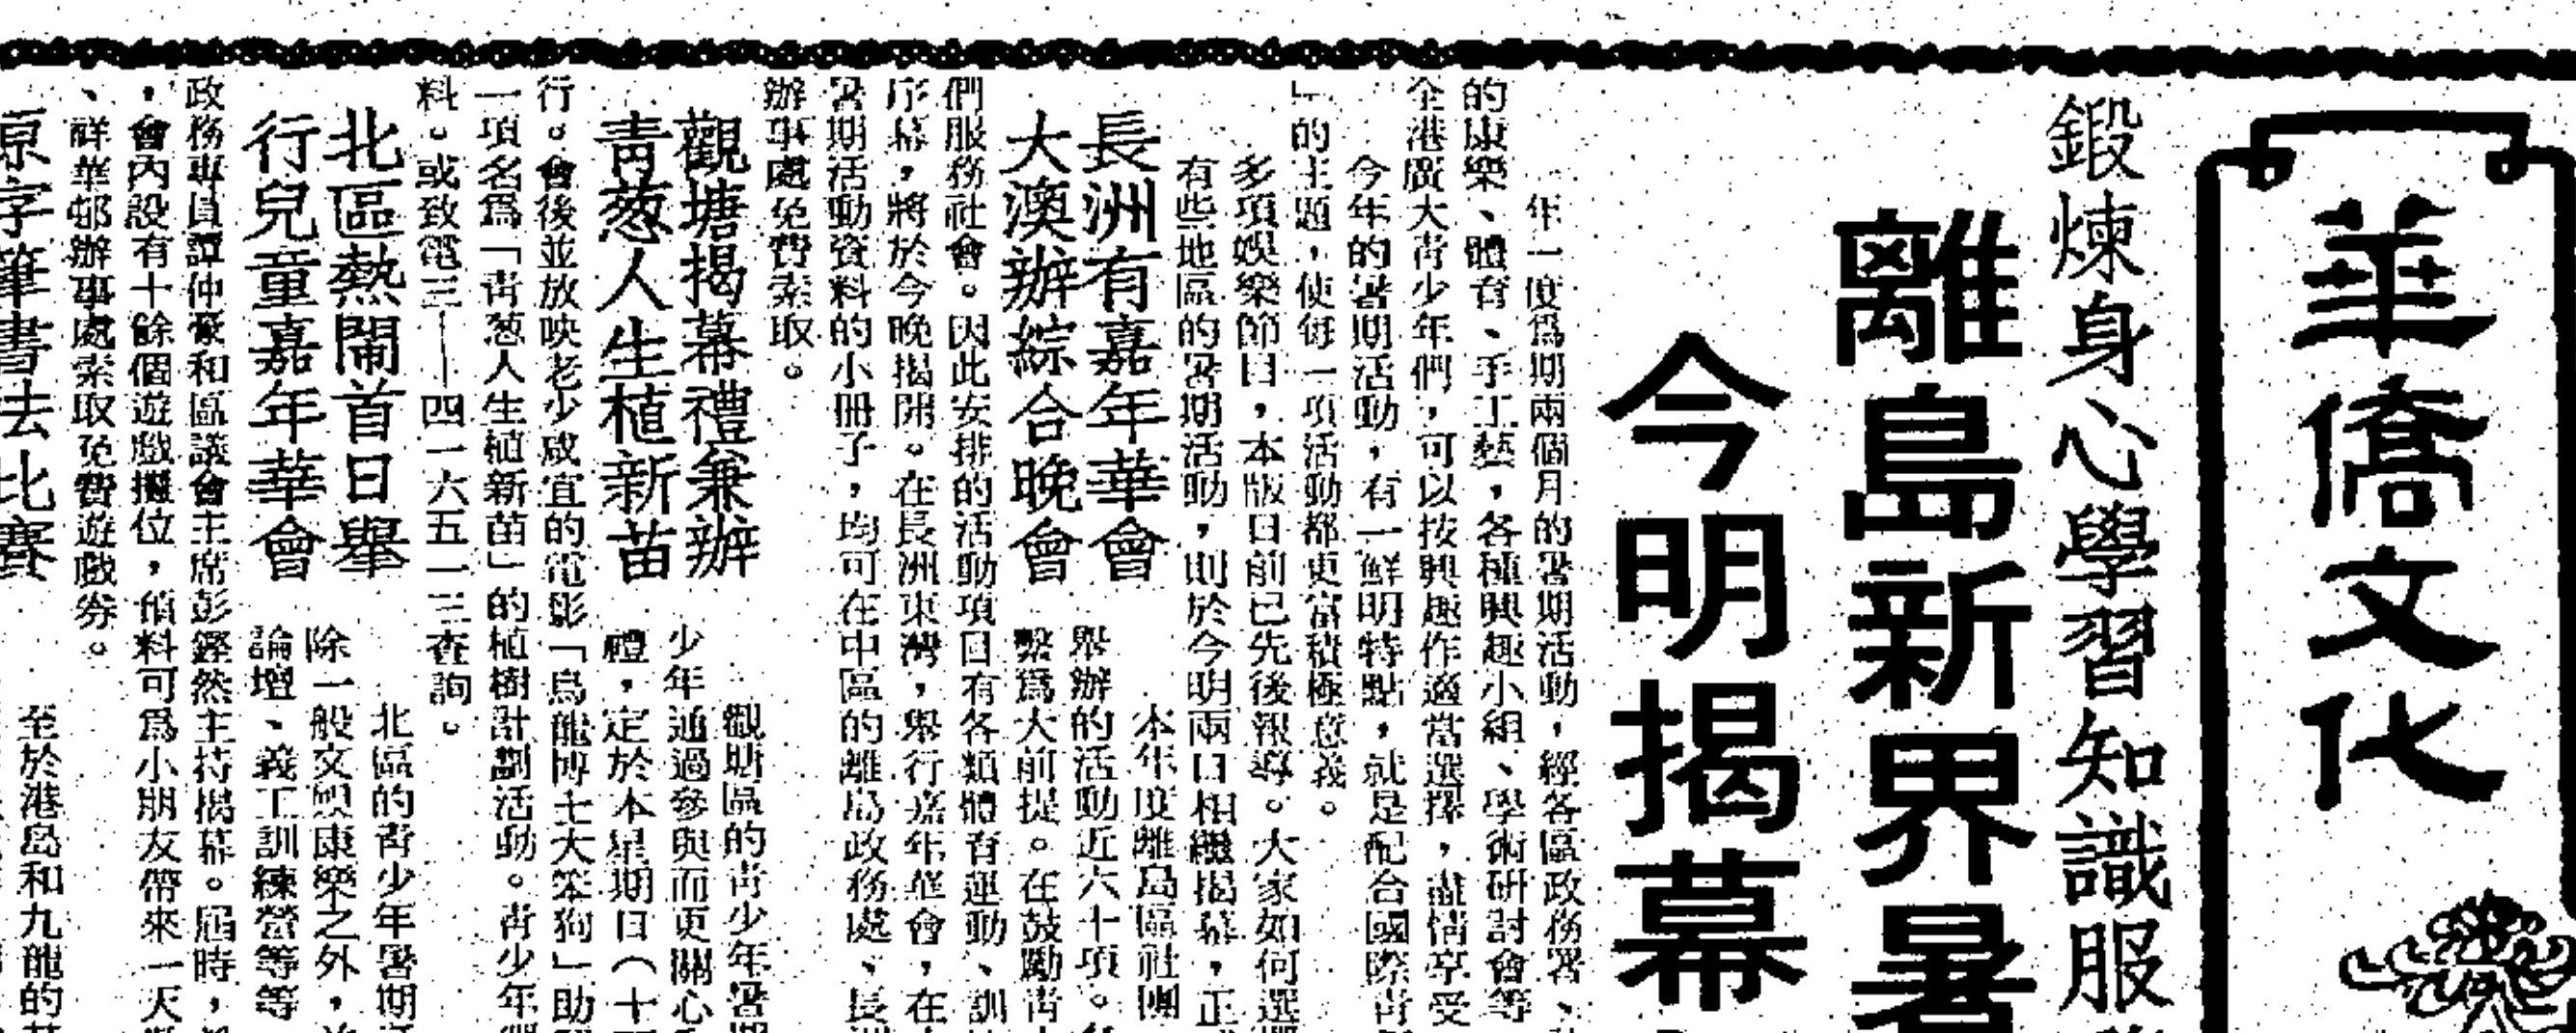 華僑文化
鍛煉身心學習知識服
離島新界暑
今明揭幕
年一度爲期兩個月的暑期活動，經各區政務署、
的康樂、體育、手工藝，各種興趣小組、學術研討會等
全港廣大青少年們，可以按興趣作適當選擇，盡情享受
今年的暑期活動，有一鮮明特點，就是配合國際青
」的主題，使每一項活動都更富積極意義。
多項娛樂節目，本版日前已先後報導。大家如何選擇
有些地區的暑期活動，則於今明兩日相繼揭幕，正
長洲有嘉年華會
大澳辦綜合晚會
本年度離島區社團
舉辦的活動近六十項。
繫爲大前提。在鼓勵青
們服務社會。因此安排的活動項目有各類體育運動、訓
序幕，將於今晚揭開。在長洲東灣，舉行嘉年華會，在
暑期活動資料的小冊子，均可在中區的離島政務處、長
辦事處免費索取。
觀塘揭幕禮兼辦
青葱人生植新苗
觀塘區的青少年暑期
少年通過參與而更關心
禮，定於本星期日（十
行。會後並放映老少咸宜的電影「烏龍博士大笨狗」助
一項名爲「青葱人生植新苗」的植樹計劃活動。青少年
料。或致電三—四一六五一三查詢。
北區熱鬧首日舉
行兒童嘉年華會
北區的青少年暑期
除一般文娛康樂之外，
論壇、義工訓練營等等
政務專員譚仲豪和區議會主席彭鏗然主持揭幕。屆時，
，會內設有十餘個遊戲攤位，預料可爲小朋友帶來一天
、祥華邨辦事處索取免費遊戲券。
原字筆書法比賽
至於港島和九龍的